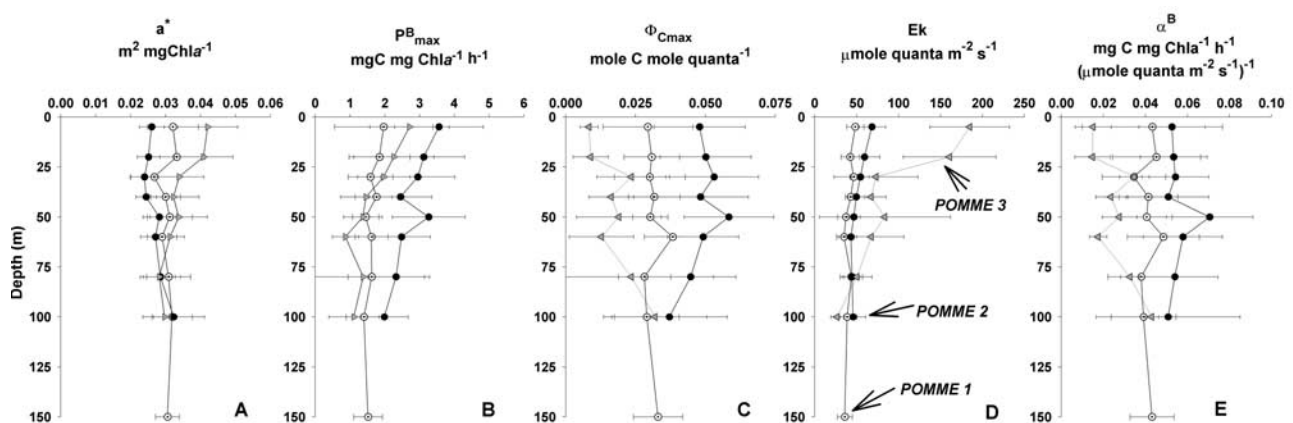 a*
m² mgChla⁻¹
0.00 0.01 0.02 0.03 0.04 0.05 0.06
Pᴮmax
mgC mg Chla⁻¹ h⁻¹
0 1 2 3 4 5 6
ΦCmax
mole C mole quanta⁻¹
0.000 0.025 0.050 0.075
Ek
μmole quanta m⁻² s⁻¹
0 50 100 150 200 250
αᴮ
mg C mg Chla⁻¹ h⁻¹
(μmole quanta m⁻² s⁻¹)⁻¹
0.00 0.02 0.04 0.06 0.08 0.10
Depth (m)
0
25
50
75
100
125
150
POMME 3
POMME 2
POMME 1
A
B
C
D
E